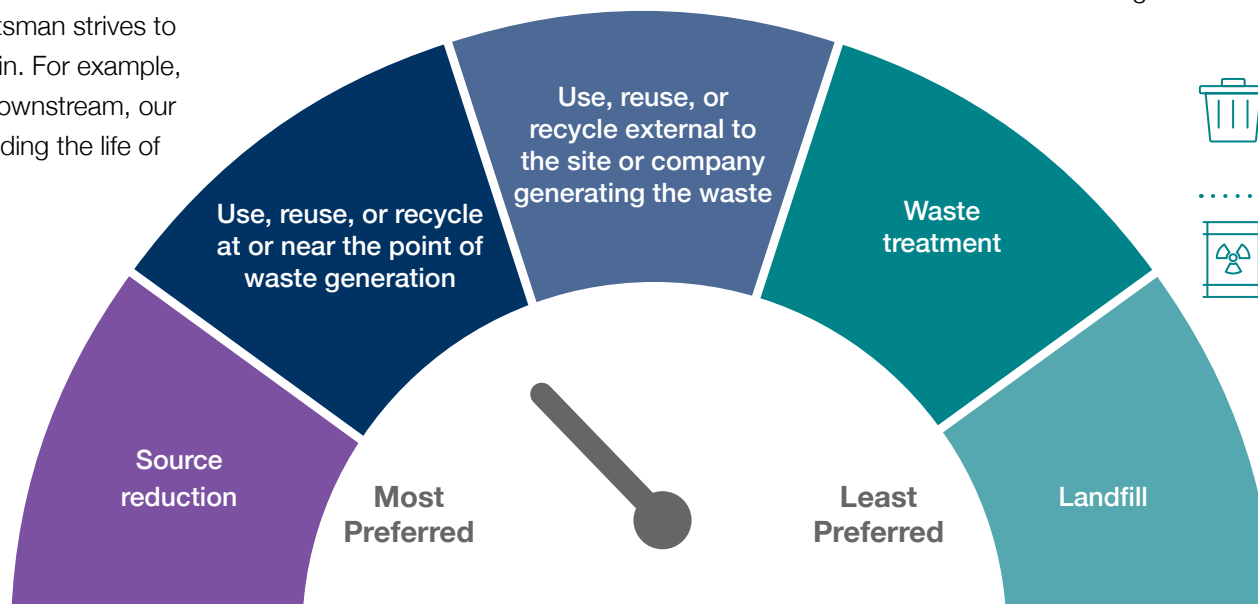 tsman strives to
in. For example,
ownstream, our
ding the life of
Use, reuse, or
recycle external to
the site or company
generating the waste
Use, reuse, or recycle
at or near the point of
waste generation
Waste
treatment
Source
reduction
Most
Preferred
Least
Preferred
Landfill